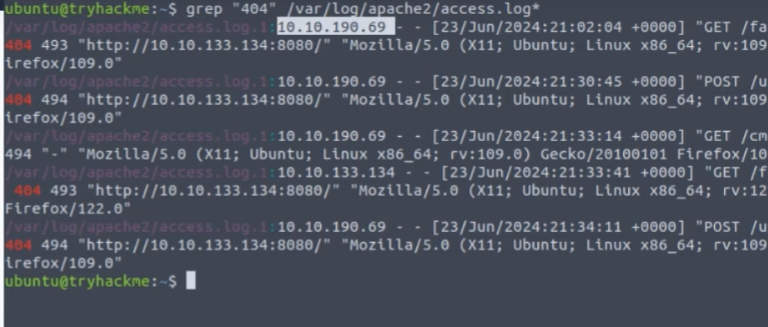 ubuntu@tryhackme:~$ grep "404" /var/log/apache2/access.log*
/var/log/apache2/access.log.1:10.10.190.69 - - [23/Jun/2024:21:02:04 +0000] "GET /fa
404 493 "http://10.10.133.134:8080/" "Mozilla/5.0 (X11; Ubuntu; Linux x86_64; rv:109
irefox/109.0"
/var/log/apache2/access.log.1:10.10.190.69 - - [23/Jun/2024:21:30:45 +0000] "POST /u
404 494 "http://10.10.133.134:8080/" "Mozilla/5.0 (X11; Ubuntu; Linux x86_64; rv:109
irefox/109.0"
/var/log/apache2/access.log.1:10.10.190.69 - - [23/Jun/2024:21:33:14 +0000] "GET /cm
494 "-" "Mozilla/5.0 (X11; Ubuntu; Linux x86_64; rv:109.0) Gecko/20100101 Firefox/10
/var/log/apache2/access.log.1:10.10.133.134 - - [23/Jun/2024:21:33:41 +0000] "GET /f
404 493 "http://10.10.133.134:8080/" "Mozilla/5.0 (X11; Ubuntu; Linux x86_64; rv:12
Firefox/122.0"
/var/log/apache2/access.log.1:10.10.190.69 - - [23/Jun/2024:21:34:11 +0000] "POST /u
404 494 "http://10.10.133.134:8080/" "Mozilla/5.0 (X11; Ubuntu; Linux x86_64; rv:109
irefox/109.0"
ubuntu@tryhackme:~$